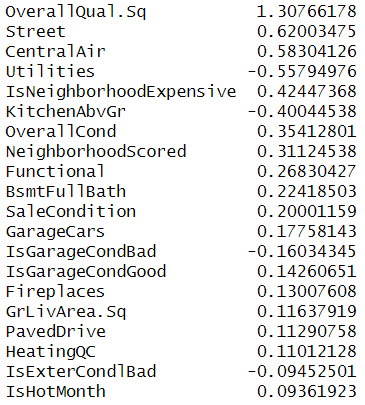 OverallQual.Sq 1.30766178
Street 0.62003475
CentralAir 0.58304126
Utilities -0.55794976
IsNeighborhoodExpensive 0.42447368
KitchenAbvGr -0.40044538
OverallCond 0.35412801
NeighborhoodScored 0.31124538
Functional 0.26830427
BsmtFullBath 0.22418503
SaleCondition 0.20001159
GarageCars 0.17758143
IsGarageCondBad -0.16034345
IsGarageCondGood 0.14260651
Fireplaces 0.13007608
GrLivArea.Sq 0.11637919
PavedDrive 0.11290758
HeatingQC 0.11012128
IsExterCondlBad -0.09452501
IsHotMonth 0.09361923